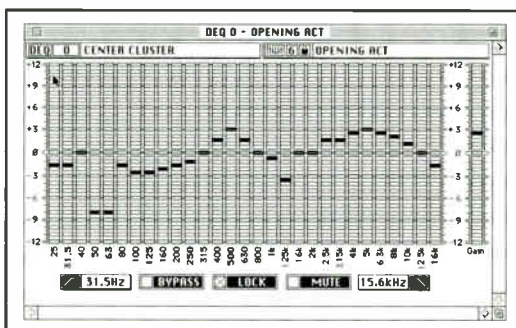 DEQ 0 - OPENING ACT
DEQ 0 CENTER CLUSTER 6 OPENING ACT
+12 +12
+9 +9
+6 +6
+3 +3
0 0
-3 -3
-6 -6
-9 -9
-12 -12
25 31.5 40 50 63 80 100 125 160 200 250 315 400 500 630 800 1k 1.25k 1.6k 2k 2.5k 3.15k 4k 5k 6.3k 8k 10k 12.5k 16k Gain
31.5Hz BYPASS LOCK MUTE 15.6kHz